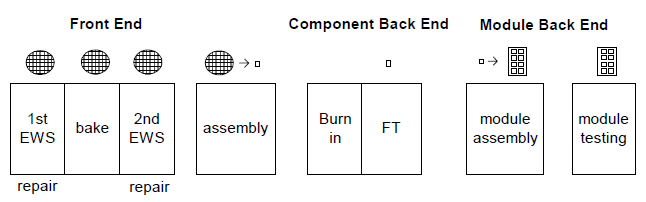 Front End
Component Back End
Module Back End
1st
EWS
bake
2nd
EWS
assembly
Burn
in
FT
module
assembly
module
testing
repair
repair